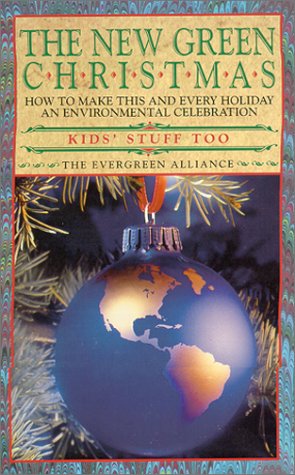 THE NEW GREEN
CHRISTMAS
HOW TO MAKE THIS AND EVERY HOLIDAY
AN ENVIRONMENTAL CELEBRATION
KIDS' STUFF TOO
THE EVERGREEN ALLIANCE